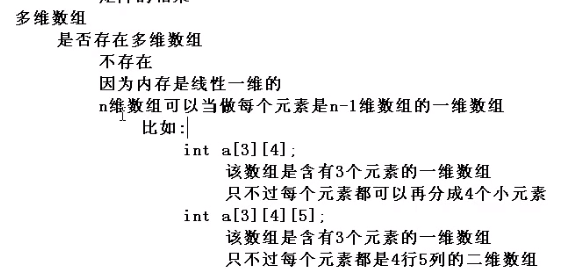 多维数组
是否存在多维数组
不存在
因为内存是线性一维的
n维数组可以当做每个元素是n-1维数组的一维数组
比如:
int a[3][4];
该数组是含有3个元素的一维数组
只不过每个元素都可以再分成4个小元素
int a[3][4][5];
该数组是含有3个元素的一维数组
只不过每个元素都是4行5列的二维数组